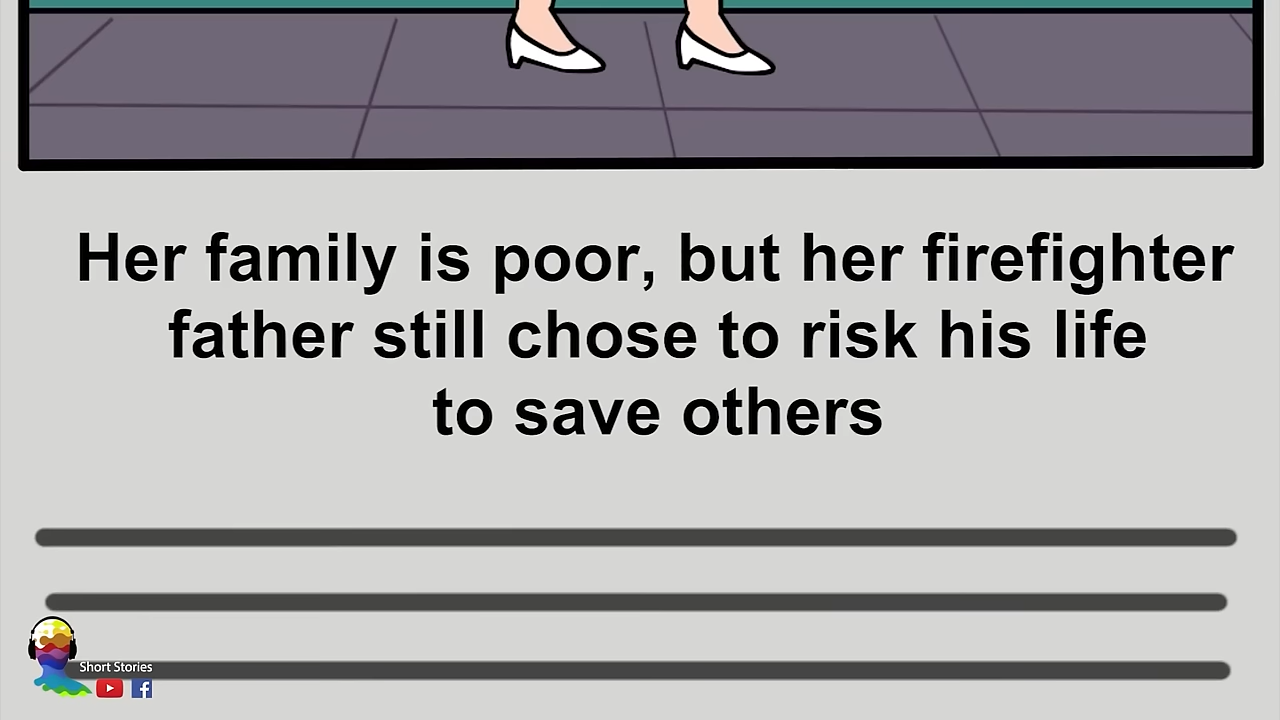 Her family is poor, but her firefighter
father still chose to risk his life
to save others
Short Stories